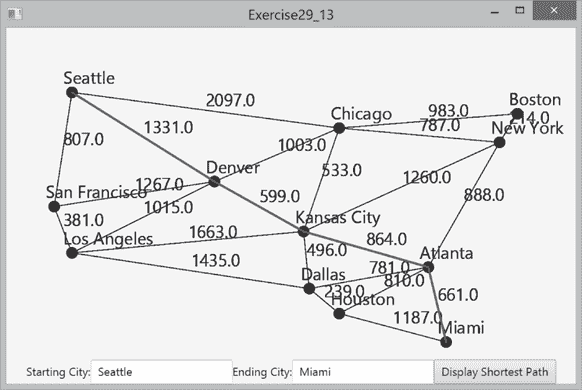 Exercise29_13
Seattle
Boston
2097.0
983.0
Chicago
214.0
1331.0
787.0
New York
807.0
1003.0
Denver
533.0
1260.0
1267.0
San Francisco
599.0
888.0
1015.0
381.0
Kansas City
1663.0
Los Angeles
864.0
496.0
Atlanta
1435.0
781.0
Dallas
810.0
239.0
661.0
Houston
1187.0
Miami
Starting City: Seattle Ending City: Miami Display Shortest Path